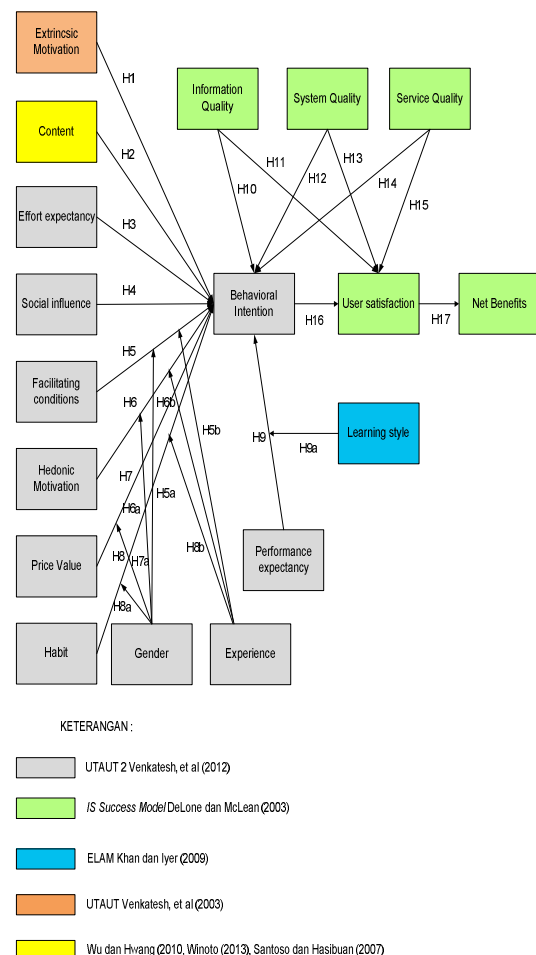 Extrincsic
Motivation
H1
Information
Quality
System Quality
Service Quality
Content
H2
H11
H13
H10
H12
H14
H15
Effort expectancy
H3
Social influence
H4
Behavioral
Intention
H16
User satisfaction
H17
Net Benefits
Facilitating
conditions
H5
H6
H6b
H5b
H9
H9a
Learning style
Hedonic
Motivation
H7
H6a
H5a
Price Value
H8
H7a
H8b
H8a
Performance
expectancy
Habit
Gender
Experience
KETERANGAN :
UTAUT 2 Venkatesh, et al (2012)
IS Success Model DeLone dan McLean (2003)
ELAM Khan dan Iyer (2009)
UTAUT Venkatesh, et al (2003)
Wu dan Hwang (2010, Winoto (2013), Santoso dan Hasibuan (2007)